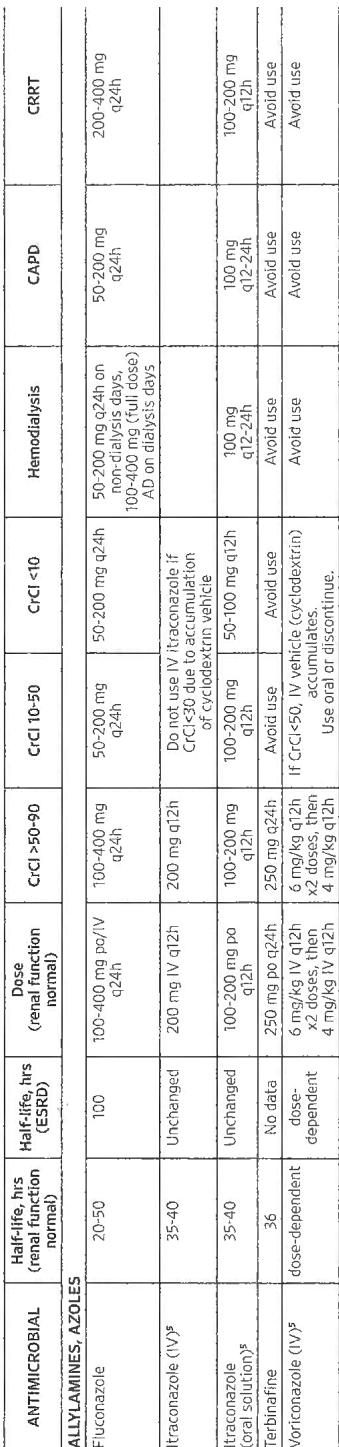 ANTIMICROBIAL
Half-life, hrs
(renal function
normal)
Half-life, hrs
(ESRD)
Dose
(renal function
normal)
CrCl >50-90
CrCl 10-50
CrCl <10
Hemodialysis
CAPD
CRRT
ALLYLAMINES, AZOLES
Fluconazole
20-50
100
100-400 mg po/IV
q24h
100-400 mg
q24h
50-200 mg
q24h
50-200 mg q24h
50-200 mg q24h on
non-dialysis days,
100-400 mg (full dose)
AD on dialysis days
50-200 mg
q24h
200-400 mg
q24h
Itraconazole (IV)⁵
35-40
Unchanged
200 mg IV q12h
200 mg q12h
Do not use IV itraconazole if
CrCl<30 due to accumulation
of cyclodextrin vehicle
Itraconazole
(oral solution)⁵
35-40
Unchanged
100-200 mg po
q12h
100-200 mg
q12h
100-200 mg
q12h
50-100 mg q12h
100 mg
q12-24h
100 mg
q12-24h
100-200 mg
q12h
Terbinafine
36
No data
250 mg po q24h
250 mg q24h
Avoid use
Avoid use
Avoid use
Avoid use
Avoid use
Voriconazole (IV)⁵
dose-dependent
dose-
dependent
6 mg/kg IV q12h
x2 doses, then
4 mg/kg IV q12h
6 mg/kg q12h
x2 doses, then
4 mg/kg q12h
If CrCl<50, IV vehicle (cyclodextrin)
accumulates.
Use oral or discontinue.
Avoid use
Avoid use
Avoid use